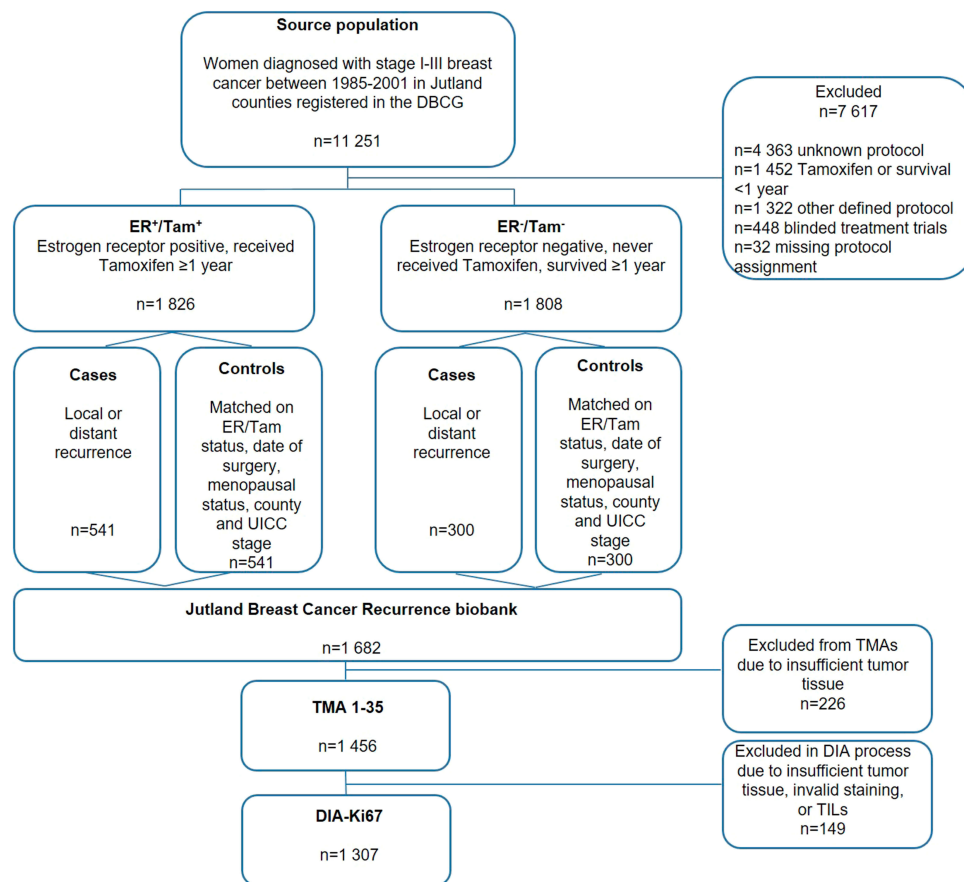 Source population
Women diagnosed with stage I-III breast
cancer between 1985-2001 in Jutland
counties registered in the DBCG
n=11 251
Excluded
n=7 617
n=4 363 unknown protocol
n=1 452 Tamoxifen or survival
<1 year
n=1 322 other defined protocol
n=448 blinded treatment trials
n=32 missing protocol
assignment
ER⁺/Tam⁺
Estrogen receptor positive, received
Tamoxifen ≥1 year
n=1 826
ER⁻/Tam⁻
Estrogen receptor negative, never
received Tamoxifen, survived ≥1 year
n=1 808
Cases
Local or
distant
recurrence
n=541
Controls
Matched on
ER/Tam
status, date of
surgery,
menopausal
status, county
and UICC
stage
n=541
Cases
Local or
distant
recurrence
n=300
Controls
Matched on
ER/Tam
status, date of
surgery,
menopausal
status, county
and UICC
stage
n=300
Jutland Breast Cancer Recurrence biobank
n=1 682
Excluded from TMAs
due to insufficient tumor
tissue
n=226
TMA 1-35
n=1 456
Excluded in DIA process
due to insufficient tumor
tissue, invalid staining,
or TILs
n=149
DIA-Ki67
n=1 307